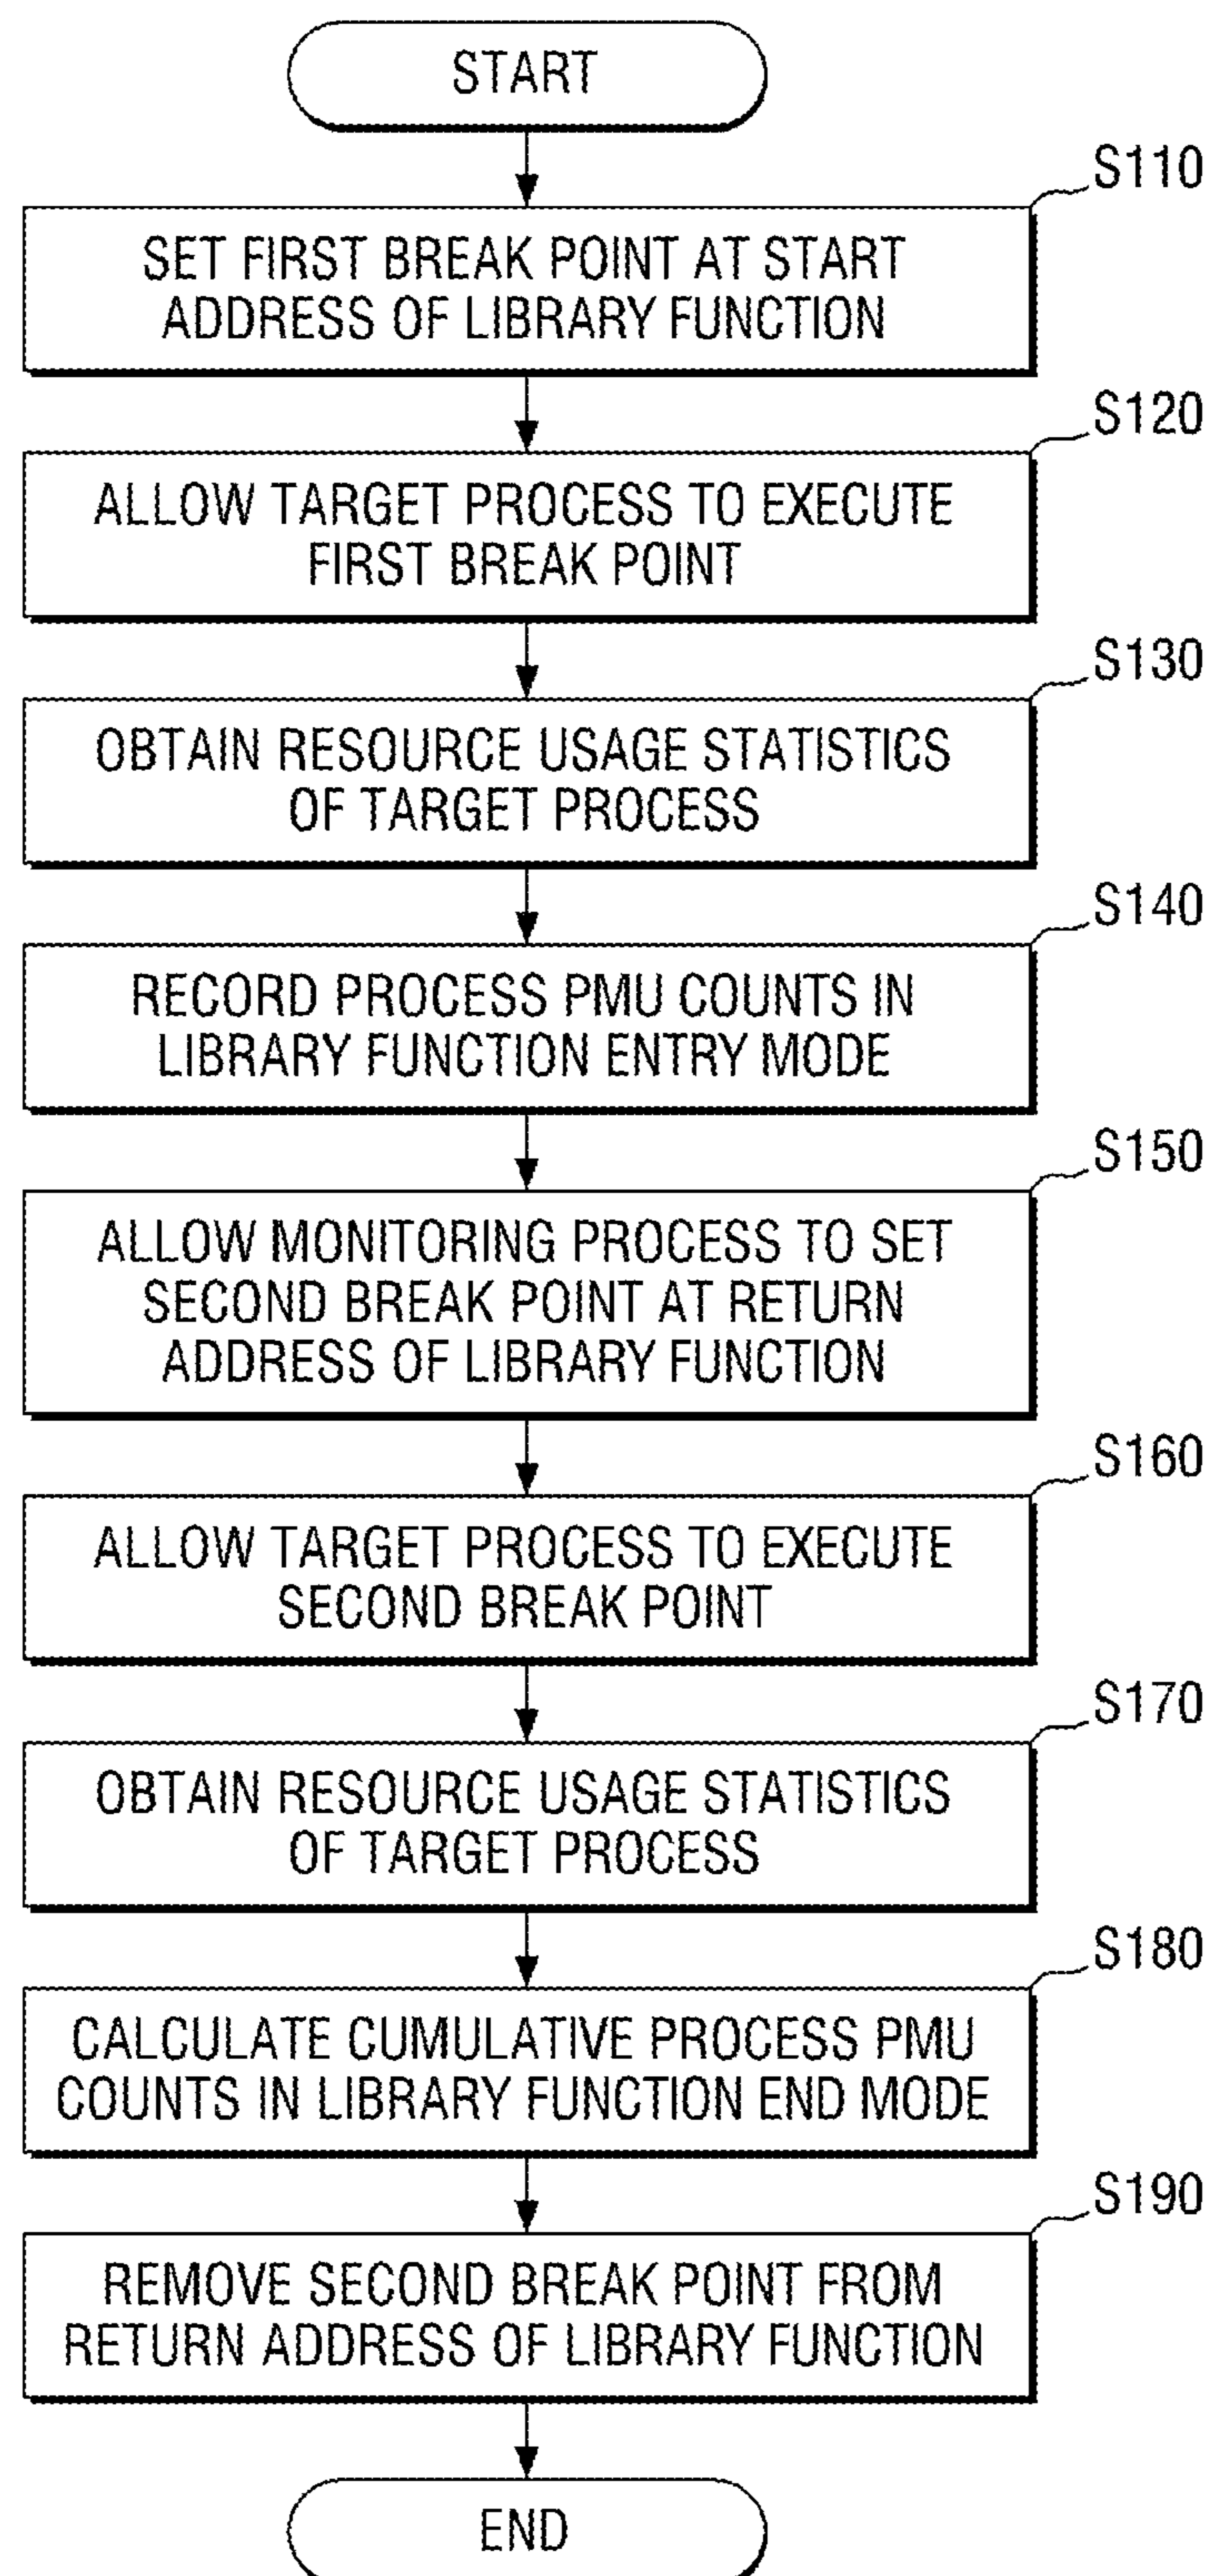 START
S110
SET FIRST BREAK POINT AT START
ADDRESS OF LIBRARY FUNCTION
S120
ALLOW TARGET PROCESS TO EXECUTE
FIRST BREAK POINT
S130
OBTAIN RESOURCE USAGE STATISTICS
OF TARGET PROCESS
S140
RECORD PROCESS PMU COUNTS IN
LIBRARY FUNCTION ENTRY MODE
S150
ALLOW MONITORING PROCESS TO SET
SECOND BREAK POINT AT RETURN
ADDRESS OF LIBRARY FUNCTION
S160
ALLOW TARGET PROCESS TO EXECUTE
SECOND BREAK POINT
S170
OBTAIN RESOURCE USAGE STATISTICS
OF TARGET PROCESS
S180
CALCULATE CUMULATIVE PROCESS PMU
COUNTS IN LIBRARY FUNCTION END MODE
S190
REMOVE SECOND BREAK POINT FROM
RETURN ADDRESS OF LIBRARY FUNCTION
END